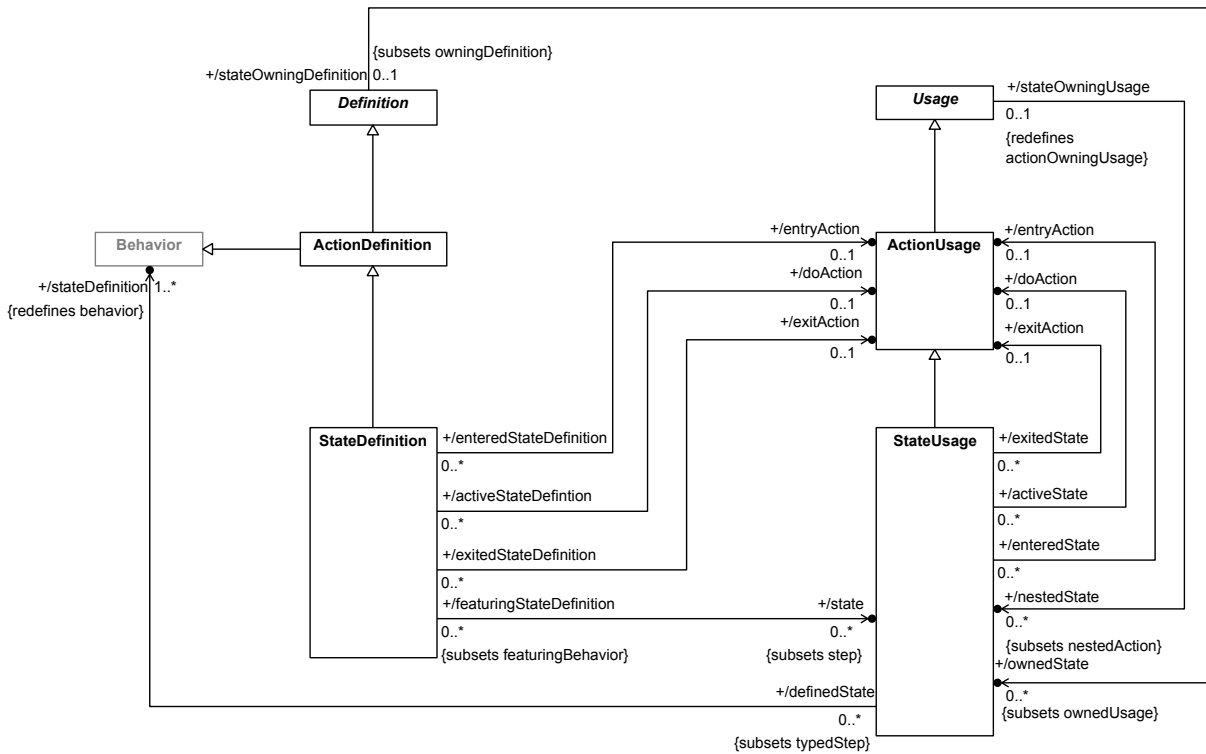 {subsets owningDefinition}
+/stateOwningDefinition 0..1
Definition
Usage
+/stateOwningUsage
0..1
{redefines
actionOwningUsage}
Behavior
ActionDefinition
+/stateDefinition 1..*
{redefines behavior}
ActionUsage
+/entryAction
0..1
+/doAction
0..1
+/exitAction
0..1
+/entryAction
0..1
+/doAction
0..1
+/exitAction
0..1
StateDefinition
+/enteredStateDefinition
0..*
+/activeStateDefintion
0..*
+/exitedStateDefinition
0..*
+/featuringStateDefinition
0..*
{subsets featuringBehavior}
+/state
0..*
{subsets step}
StateUsage
+/exitedState
0..*
+/activeState
0..*
+/enteredState
0..*
+/nestedState
0..*
{subsets nestedAction}
+/ownedState
0..*
{subsets ownedUsage}
+/definedState
0..*
{subsets typedStep}